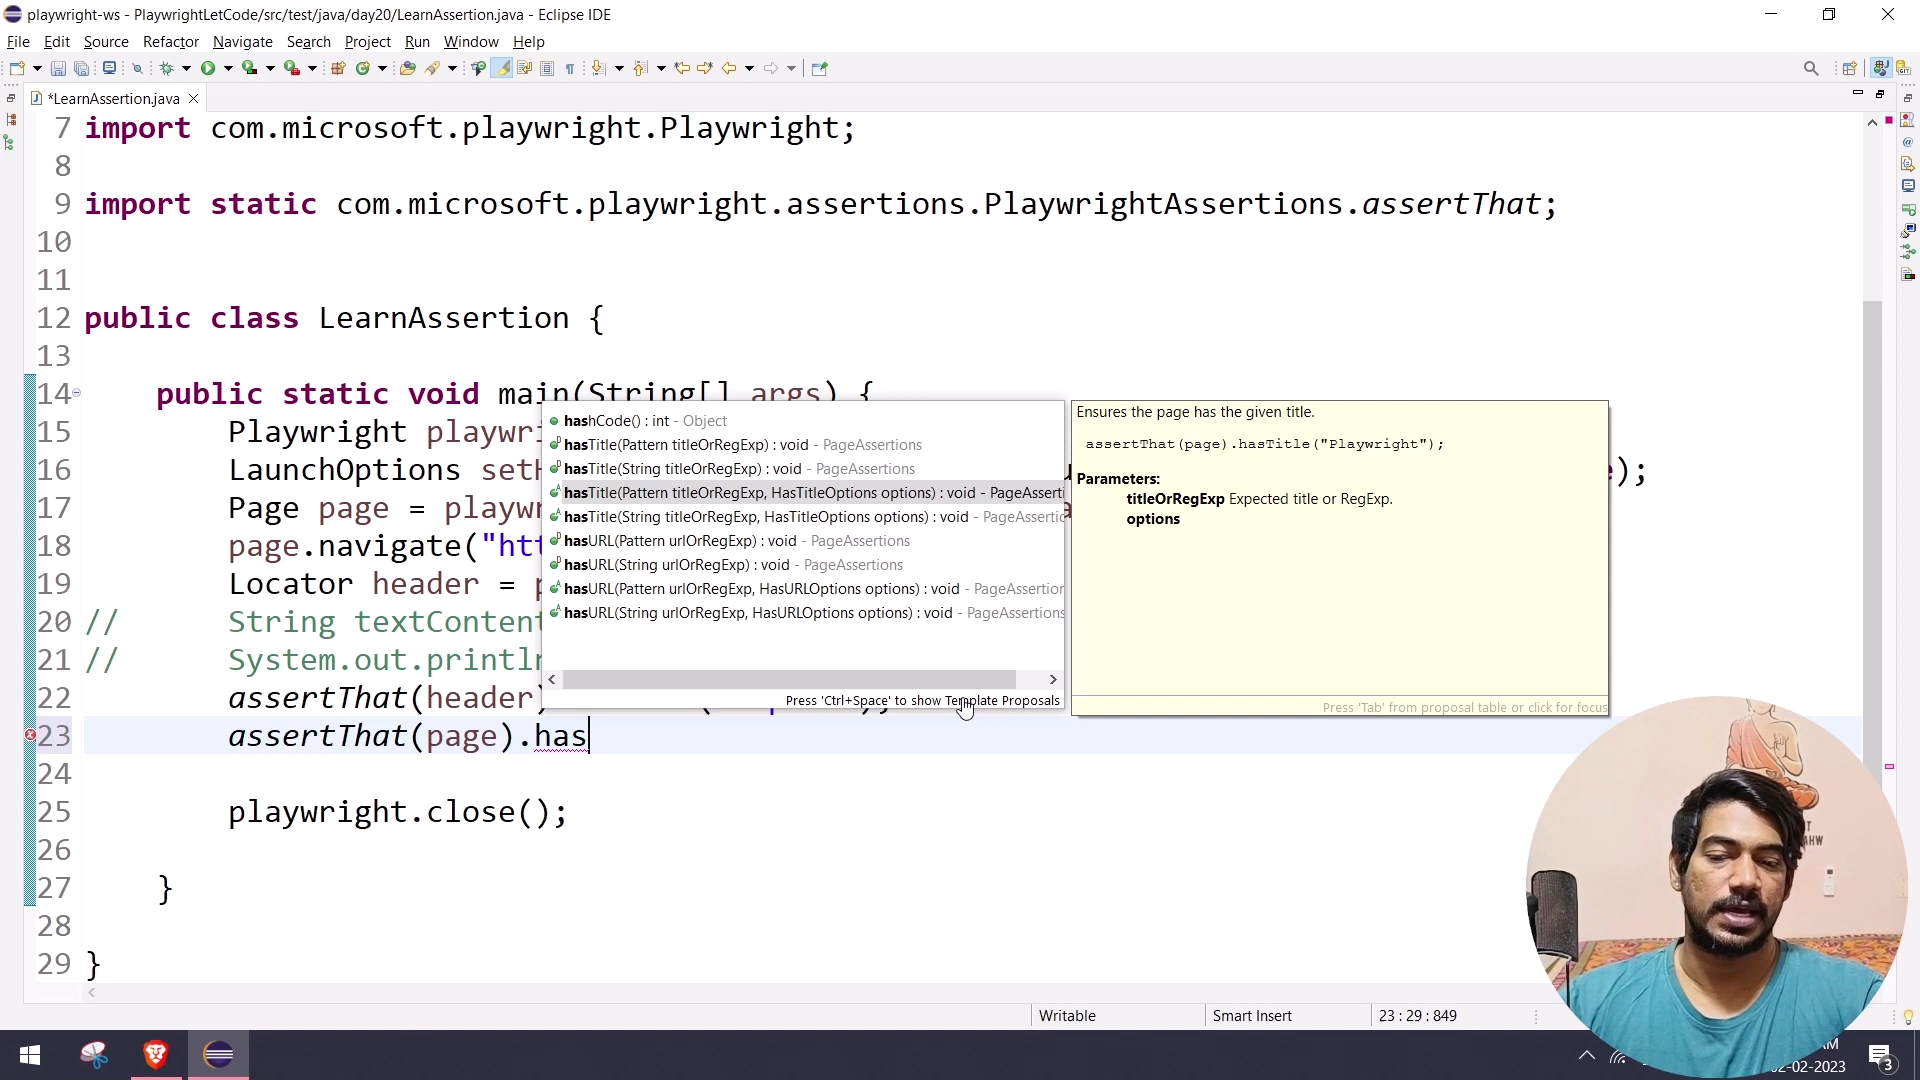 playwright-ws - PlaywrightLetCode/src/test/java/day20/LearnAssertion.java - Eclipse IDE
File Edit Source Refactor Navigate Search Project Run Window Help
*LearnAssertion.java
7 import com.microsoft.playwright.Playwright;
8
9 import static com.microsoft.playwright.assertions.PlaywrightAssertions.assertThat;
10
11
12 public class LearnAssertion {
13
14 public static void main(String[] args) {
15 Playwright playwri
16 LaunchOptions setH );
17 Page page = playw
18 page.navigate("htt
19 Locator header = p
20 // String textContent
21 // System.out.println
22 assertThat(header)
23 assertThat(page).has
24
25 playwright.close();
26
27 }
28
29 }
hashCode() : int - Object
hasTitle(Pattern titleOrRegExp) : void - PageAssertions
hasTitle(String titleOrRegExp) : void - PageAssertions
hasTitle(Pattern titleOrRegExp, HasTitleOptions options) : void - PageAsserti
hasTitle(String titleOrRegExp, HasTitleOptions options) : void - PageAssertio
hasURL(Pattern urlOrRegExp) : void - PageAssertions
hasURL(String urlOrRegExp) : void - PageAssertions
hasURL(Pattern urlOrRegExp, HasURLOptions options) : void - PageAssertion
hasURL(String urlOrRegExp, HasURLOptions options) : void - PageAssertions
Press 'Ctrl+Space' to show Template Proposals
Ensures the page has the given title.
assertThat(page).hasTitle("Playwright");
Parameters:
titleOrRegExp Expected title or RegExp.
options
Press 'Tab' from proposal table or click for focus
Writable Smart Insert 23 : 29 : 849
AM
02-02-2023
3